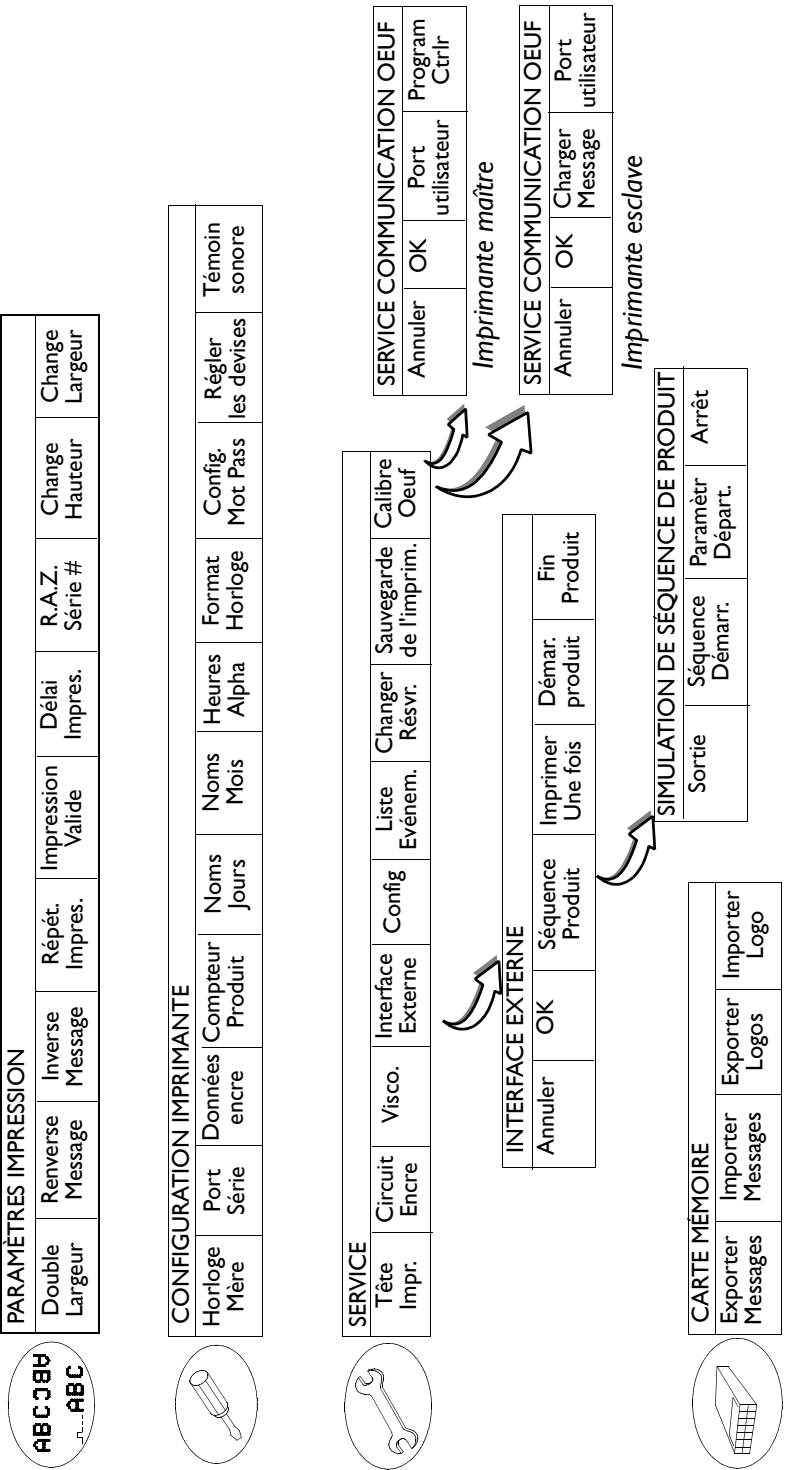 ABCABC
ABC
PARAMÈTRES IMPRESSION
Double
Largeur
Renverse
Message
Inverse
Message
Répét.
Impres.
Impression
Valide
Délai
Impres.
R.A.Z.
Série #
Change
Hauteur
Change
Largeur
CONFIGURATION IMPRIMANTE
Horloge
Mère
Port
Série
Données
encre
Compteur
Produit
Noms
Jours
Noms
Mois
Heures
Alpha
Format
Horloge
Config.
Mot Pass
Régler
les devises
Témoin
sonore
SERVICE
Tête
Impr.
Circuit
Encre
Visco.
Interface
Externe
Config
Liste
Evénem.
Changer
Résvr.
Sauvegarde
de l'imprim.
Calibre
Oeuf
SERVICE COMMUNICATION OEUF
Annuler
OK
Port
utilisateur
Program
Ctrlr
Imprimante maître
SERVICE COMMUNICATION OEUF
Annuler
OK
Charger
Message
Port
utilisateur
Imprimante esclave
INTERFACE EXTERNE
Annuler
OK
Séquence
Produit
Imprimer
Une fois
Démar.
produit
Fin
Produit
SIMULATION DE SÉQUENCE DE PRODUIT
Sortie
Séquence
Démarr.
Paramètr
Départ.
Arrêt
CARTE MÉMOIRE
Exporter
Messages
Importer
Messages
Exporter
Logos
Importer
Logo